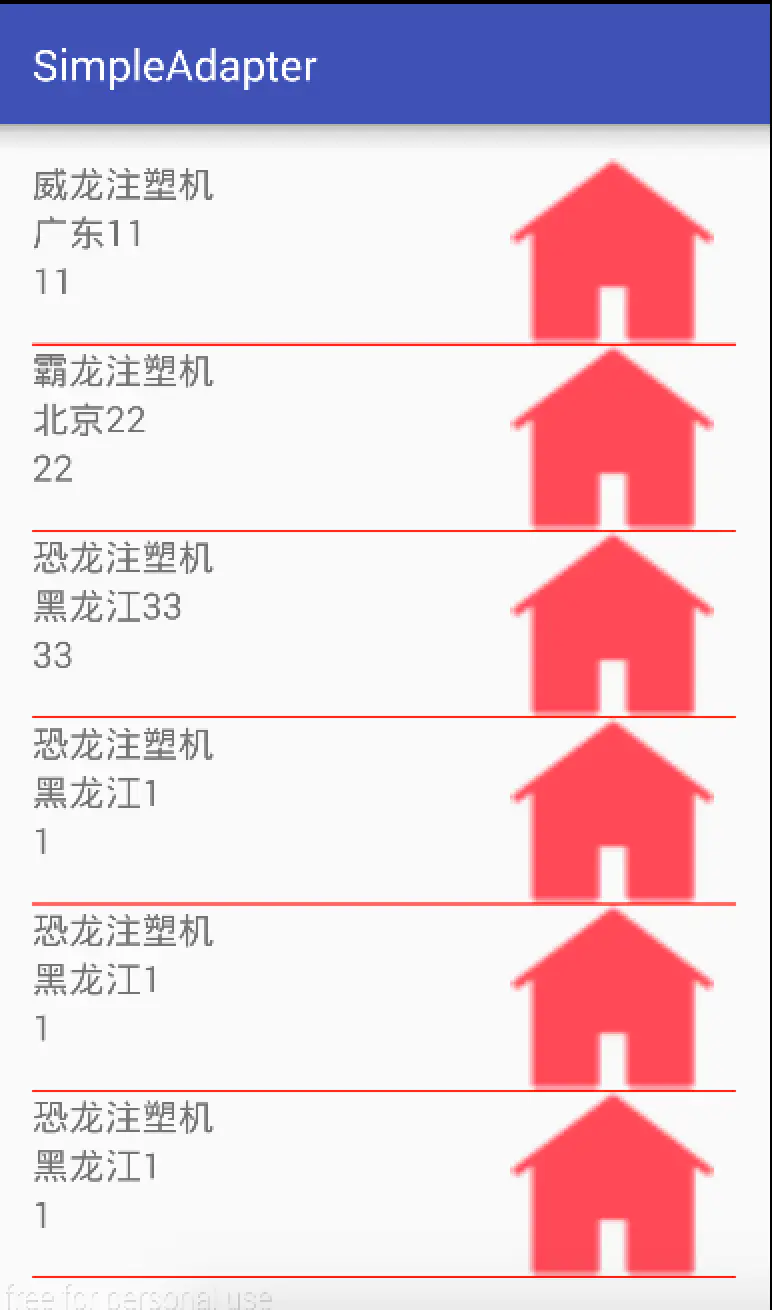 SimpleAdapter
威龙注塑机
广东11
11
霸龙注塑机
北京22
22
恐龙注塑机
黑龙江33
33
恐龙注塑机
黑龙江1
1
恐龙注塑机
黑龙江1
1
恐龙注塑机
黑龙江1
1
free for personal use